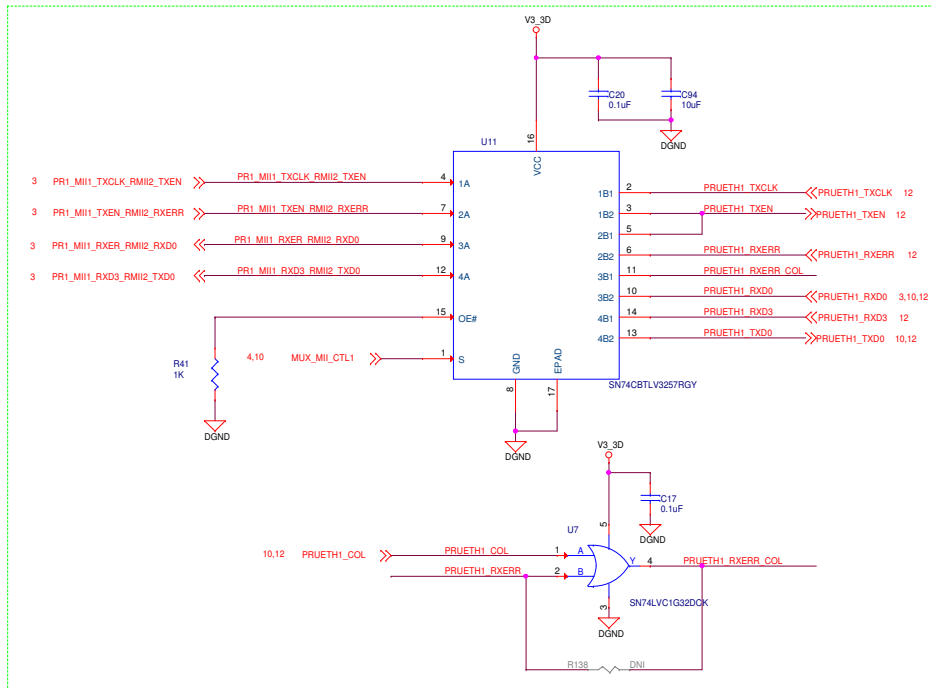 V3_3D
C20
0.1uF
C94
10uF
DGND
U11
16
VCC
3 PR1_MII1_TXCLK_RMII2_TXEN PR1_MII1_TXCLK_RMII2_TXEN 4 1A
1B1 2 PRUETH1_TXCLK PRUETH1_TXCLK 12
3 PR1_MII1_TXEN_RMII2_RXERR PR1_MII1_TXEN_RMII2_RXERR 7 2A
1B2 3 PRUETH1_TXEN PRUETH1_TXEN 12
2B1 5
3 PR1_MII1_RXER_RMII2_RXD0 PR1_MII1_RXER_RMII2_RXD0 9 3A
2B2 6 PRUETH1_RXERR PRUETH1_RXERR 12
3 PR1_MII1_RXD3_RMII2_TXD0 PR1_MII1_RXD3_RMII2_TXD0 12 4A
3B1 11 PRUETH1_RXERR_COL
3B2 10 PRUETH1_RXD0 PRUETH1_RXD0 3,10,12
15 OE#
4B1 14 PRUETH1_RXD3 PRUETH1_RXD3 12
4B2 13 PRUETH1_TXD0 PRUETH1_TXD0 10,12
4,10 MUX_MII_CTL1 1 S
R41
1K
DGND
GND
EPAD
8
17
SN74CBTLV3257RGY
DGND
V3_3D
C17
0.1uF
DGND
U7
5
10,12 PRUETH1_COL PRUETH1_COL 1 A
PRUETH1_RXERR 2 B
Y 4 PRUETH1_RXERR_COL
3
SN74LVC1G32DCK
DGND
R138 DNI